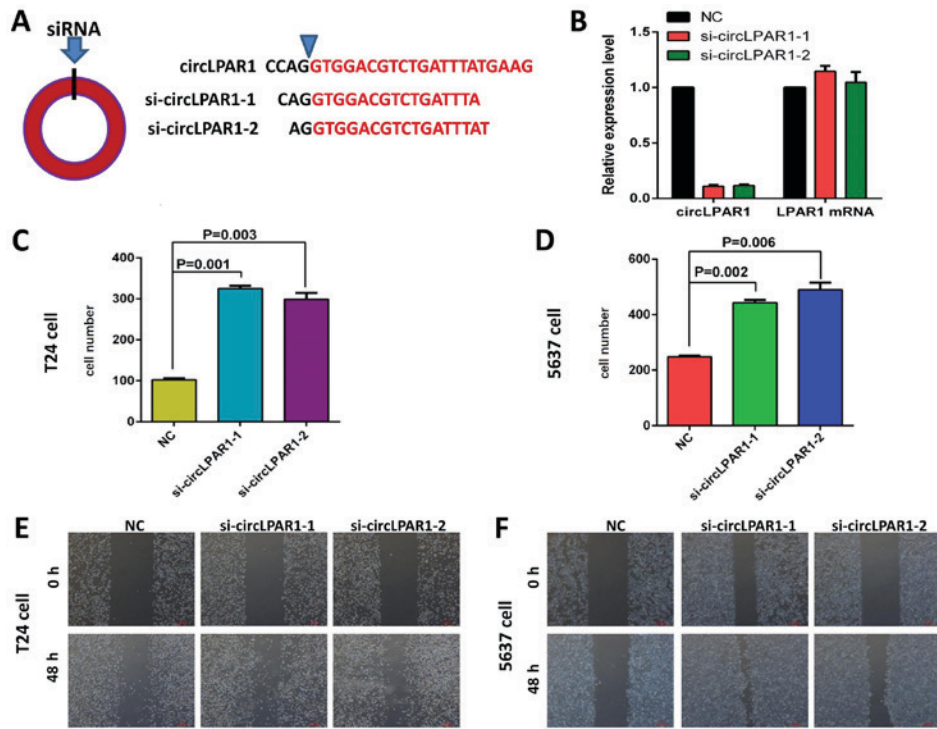 A
siRNA
circLPAR1 CCAGGTGGACGTCTGATTTATGAAG
si-circLPAR1-1 CAGGTGGACGTCTGATTTA
si-circLPAR1-2 AGGTGGACGTCTGATTTAT
B
NC
si-circLPAR1-1
si-circLPAR1-2
Relative expression level
1.5
1.0
0.5
0.0
circLPAR1 LPAR1 mRNA
C
T24 cell
cell number
P=0.003
P=0.001
400
300
200
100
0
NC
si-circLPAR1-1
si-circLPAR1-2
D
5637 cell
cell number
P=0.006
P=0.002
600
400
200
0
NC
si-circLPAR1-1
si-circLPAR1-2
E
NC si-circLPAR1-1 si-circLPAR1-2
T24 cell
0 h
48 h
F
NC si-circLPAR1-1 si-circLPAR1-2
5637 cell
0 h
48 h